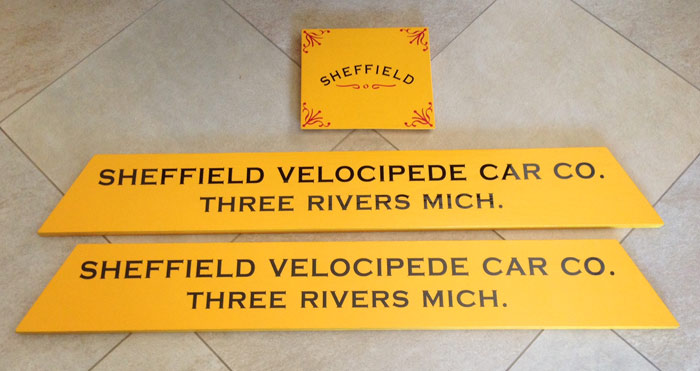 SHEFFIELD
SHEFFIELD VELOCIPEDE CAR CO.
THREE RIVERS MICH.
SHEFFIELD VELOCIPEDE CAR CO.
THREE RIVERS MICH.